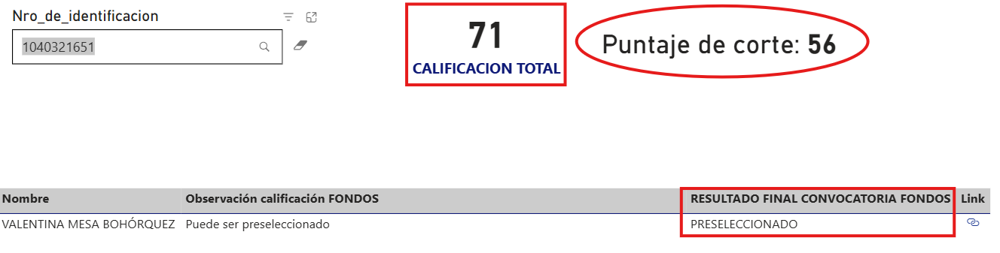 Nro_de_identificacion
1040321651
71
CALIFICACION TOTAL
Puntaje de corte: 56
Nombre Observación calificación FONDOS RESULTADO FINAL CONVOCATORIA FONDOS Link
VALENTINA MESA BOHÓRQUEZ Puede ser preseleccionado PRESELECCIONADO